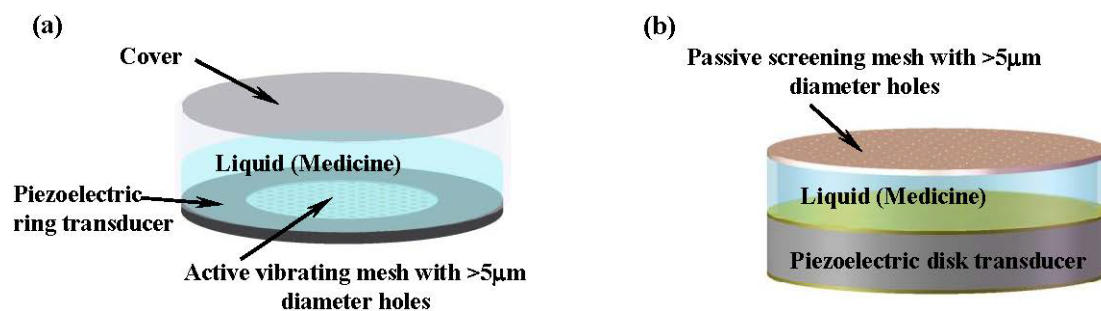 (a)
Cover
Liquid (Medicine)
Piezoelectric
ring transducer
Active vibrating mesh with >5μm
diameter holes
(b)
Passive screening mesh with >5μm
diameter holes
Liquid (Medicine)
Piezoelectric disk transducer